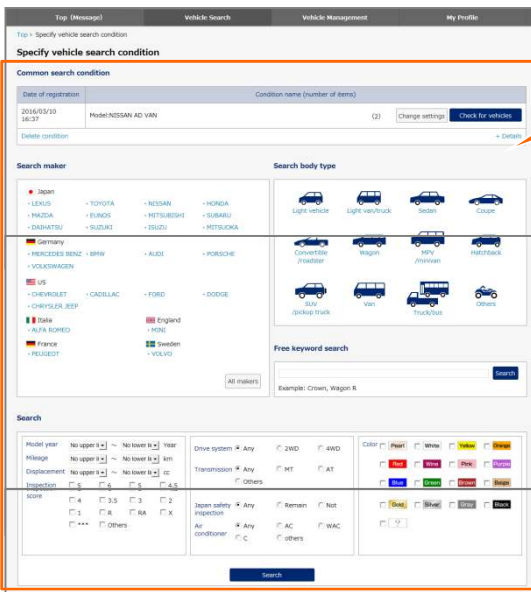 Top (Message) Vehicle Search Vehicle Management My Profile
Top > Specify vehicle search condition
Specify vehicle search condition
Common search condition
Date of registration Condition name (number of items)
2016/03/10 16:37 Model:NISSAN AD VAN (2) Change settings Check for vehicles
Delete condition + Details
Search maker
Japan
LEXUS TOYOTA NISSAN HONDA
MAZDA EUNOS MITSUBISHI SUBARU
DAIHATSU SUZUKI ISUZU MITSUOKA
Germany
MERCEDES BENZ BMW AUDI PORSCHE
VOLKSWAGEN
US
CHEVROLET CADILLAC FORD DODGE
CHRYSLER JEEP
Italia England
ALFA ROMEO MINI
France Sweden
PEUGEOT VOLVO
All makers
Search body type
Light vehicle Light van/truck Sedan Coupe
Convertible /roadster Wagon MPV /minivan Hatchback
SUV /pickup truck Van Truck/bus Others
Free keyword search
Search
Example: Crown, Wagon R
Search
Model year No upper li ~ No lower li Year
Mileage No upper li ~ No lower li km
Displacement No upper li ~ No lower li cc
Inspection score S 6 5 4.5
4 3.5 3 2
1 R RA X
*** Others
Drive system Any 2WD 4WD
Transmission Any MT AT
Others
Japan safety inspection Any Remain Not
Air conditioner Any AC WAC
C others
Color Pearl White Yellow Orange
Red Wine Pink Purple
Blue Green Brown Beige
Gold Silver Gray Black
Search